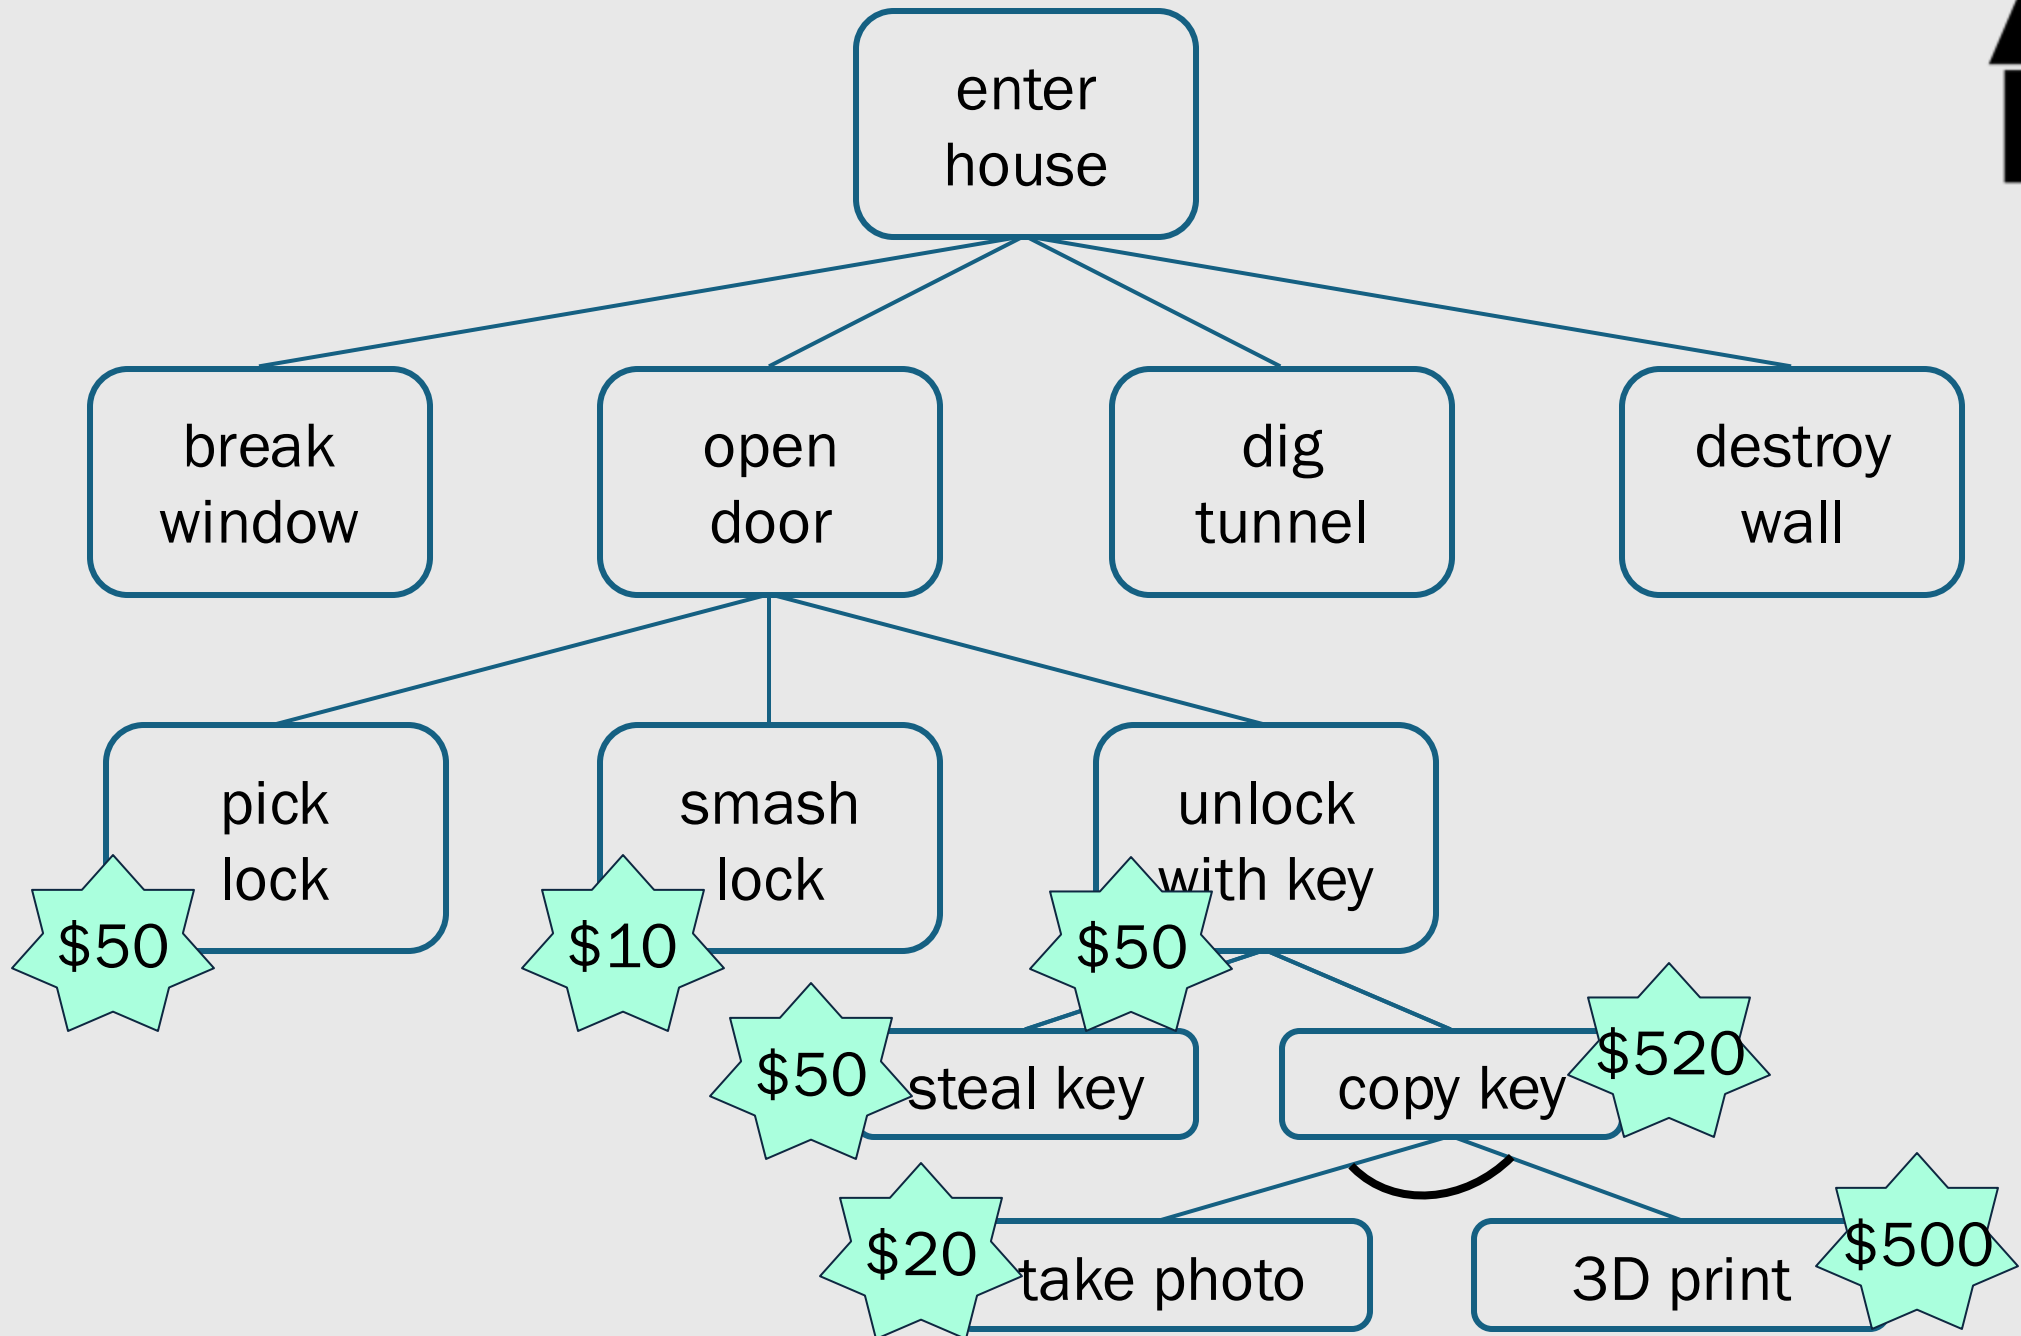 enter
house
break
window
open
door
dig
tunnel
destroy
wall
pick
lock
$50
smash
lock
$10
unlock
with key
$50
steal key
$50
copy key
$520
take photo
$20
3D print
$500